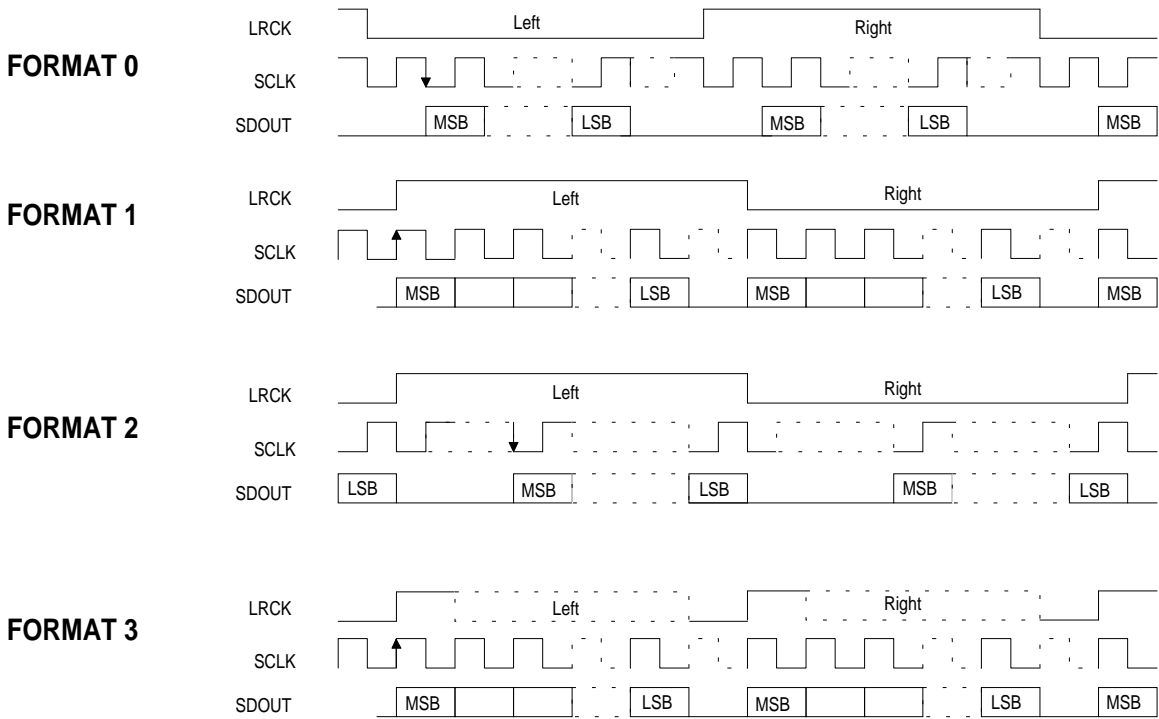 LRCK Left Right
FORMAT 0
SCLK
SDOUT MSB LSB MSB LSB MSB
LRCK Left Right
FORMAT 1
SCLK
SDOUT MSB LSB MSB LSB MSB
LRCK Left Right
FORMAT 2
SCLK
SDOUT LSB MSB LSB MSB LSB
LRCK Left Right
FORMAT 3
SCLK
SDOUT MSB LSB MSB LSB MSB